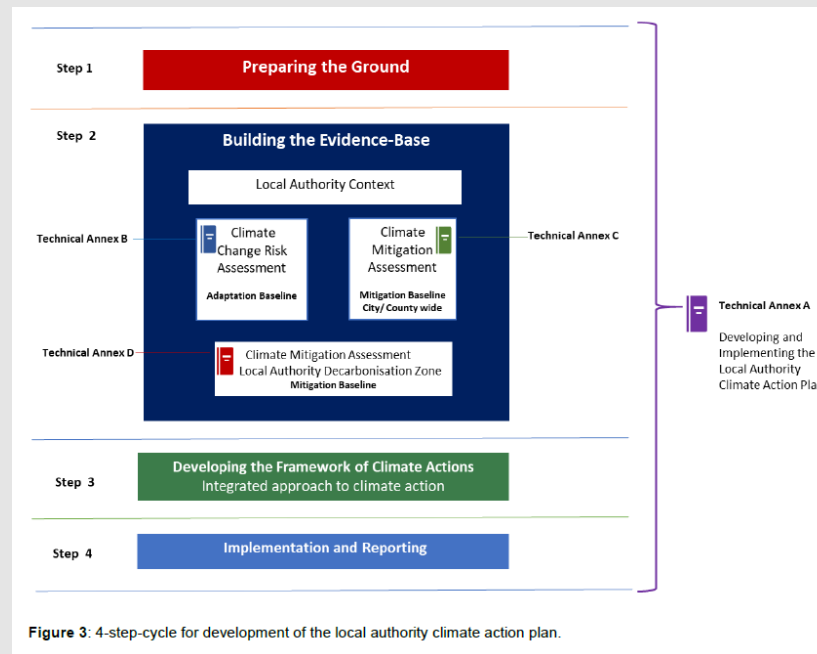 Step 1
Preparing the Ground
Step 2
Building the Evidence-Base
Local Authority Context
Technical Annex B
Climate
Change Risk
Assessment
Adaptation Baseline
Climate
Mitigation
Assessment
Mitigation Baseline
City/ County wide
Technical Annex C
Technical Annex D
Climate Mitigation Assessment
Local Authority Decarbonisation Zone
Mitigation Baseline
Step 3
Developing the Framework of Climate Actions
Integrated approach to climate action
Step 4
Implementation and Reporting
Technical Annex A
Developing and
Implementing the
Local Authority
Climate Action Pla
Figure 3: 4-step-cycle for development of the local authority climate action plan.